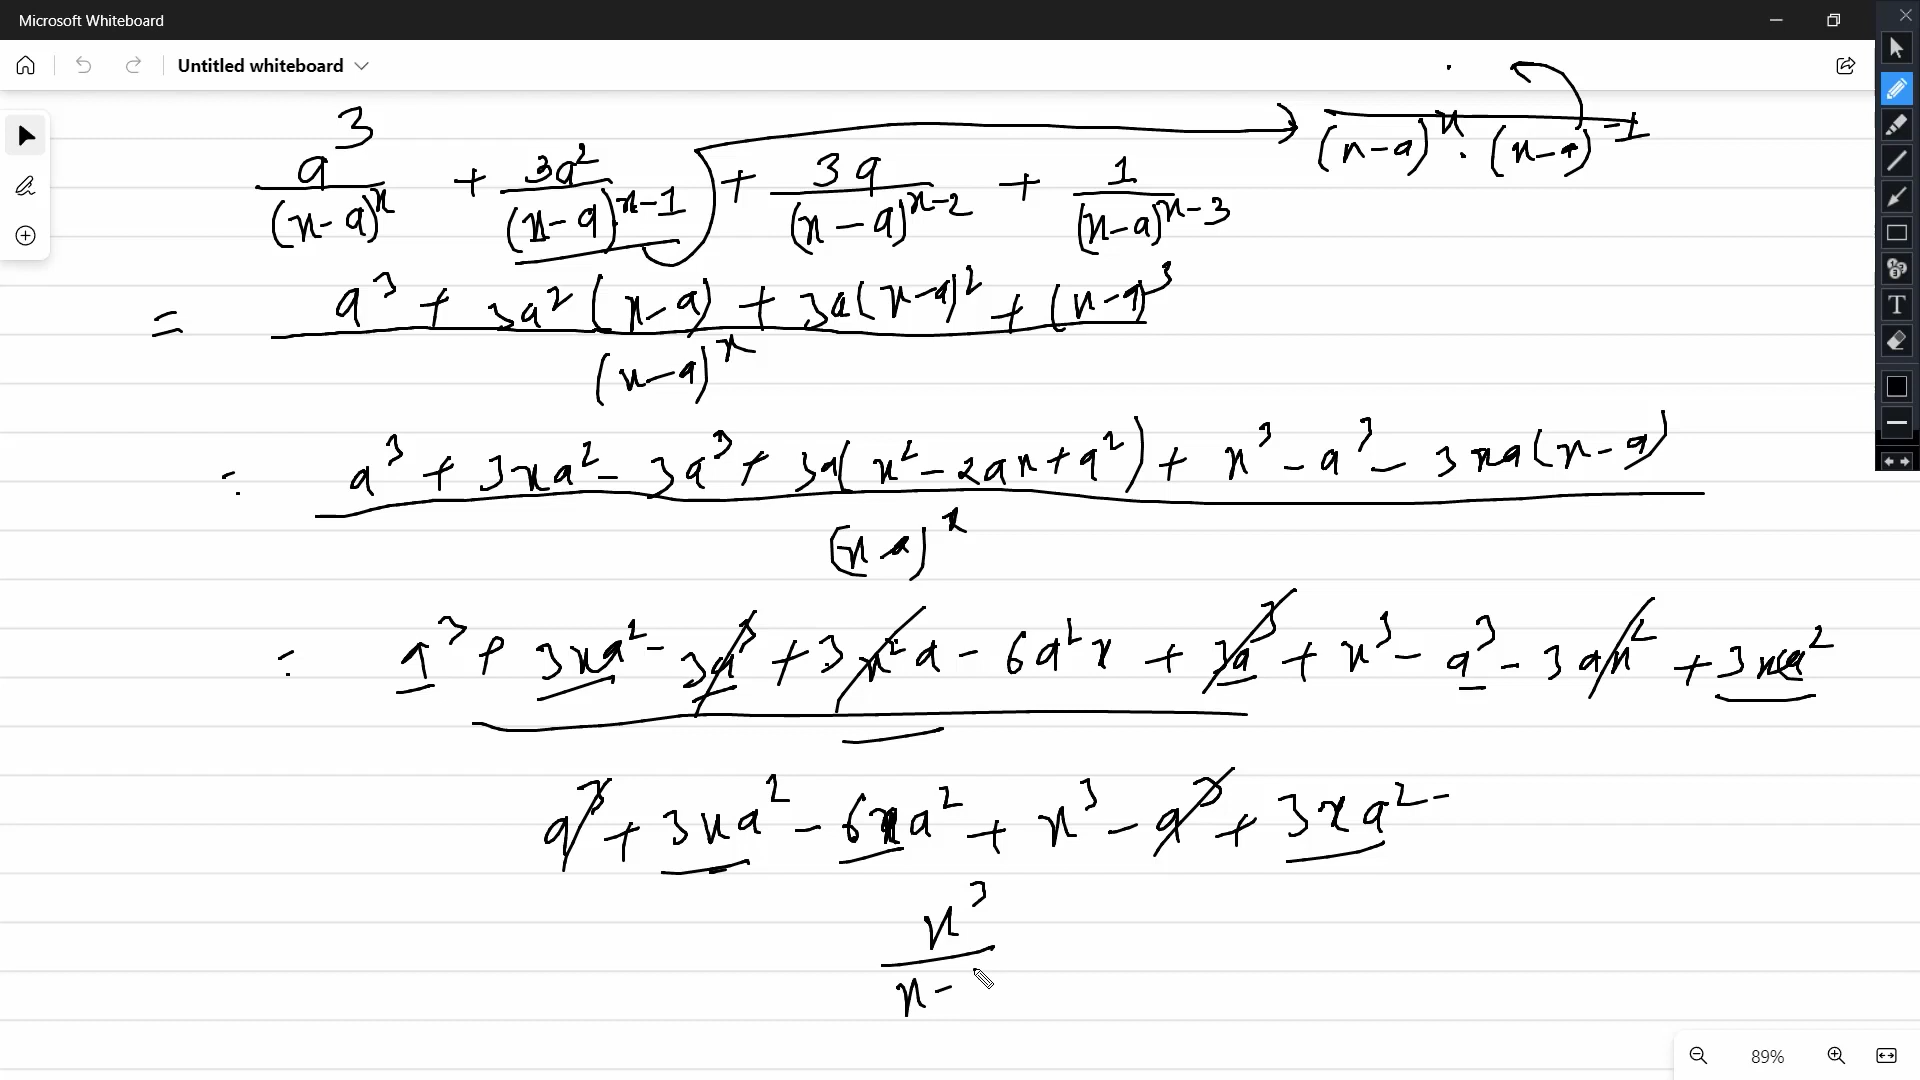 Microsoft Whiteboard
Untitled whiteboard
a^3/(x-a)^x + 3a^2/(x-a)^{x-1} + 3a/(x-a)^{x-2} + 1/(x-a)^{x-3}
/(x-a)^x . (x-a)^{-1}
= a^3 + 3a^2(x-a) + 3a(x-a)^2 + (x-a)^3 / (x-a)^x
= a^3 + 3xa^2 - 3a^3 + 3a(x^2 - 2ax + a^2) + x^3 - a^3 - 3xa(x-a) / (x-a)^x
= a^3 + 3xa^2 - 3a^3 + 3x^2a - 6a^2x + 3a^3 + x^3 - a^3 - 3ax^2 + 3xa^2
a^3 + 3xa^2 - 6xa^2 + x^3 - a^3 + 3xa^2 -
x^3 / x -
89%